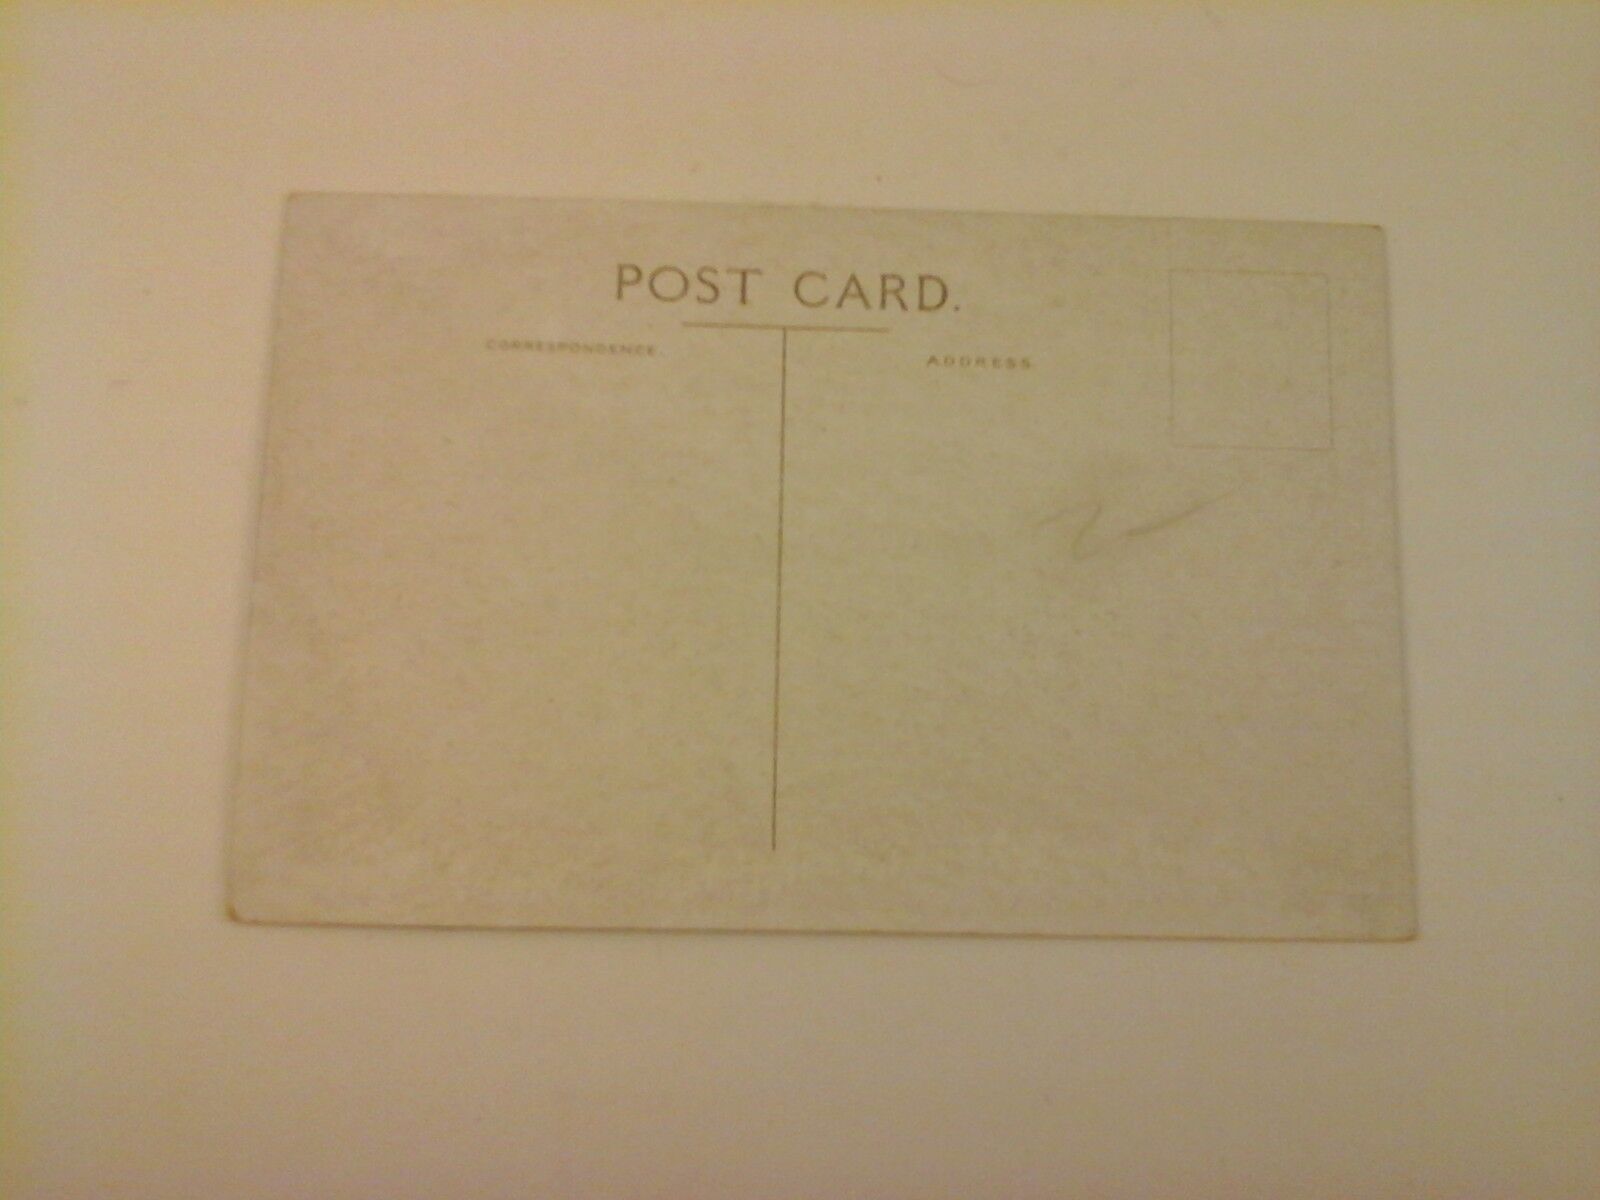 POST CARD.
CORRESPONDENCE.
ADDRESS.